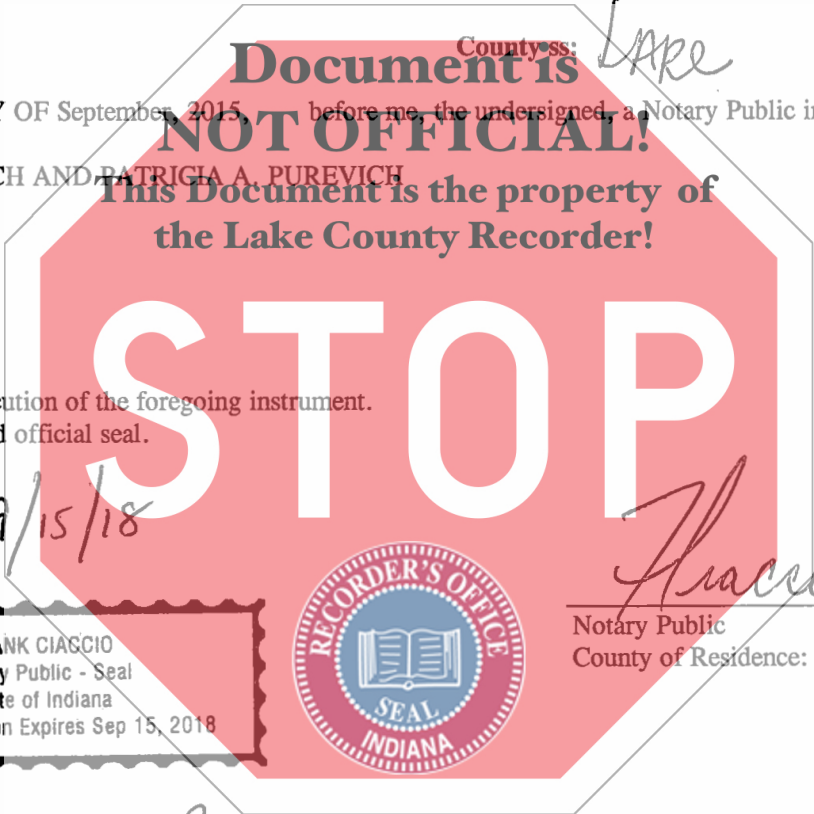 County ss: LAKE
Document is
Y OF September, 2015, before me, the undersigned, a Notary Public in
NOT OFFICIAL!
CH AND PATRICIA A. PUREVICH
This Document is the property of
the Lake County Recorder!
STOP
ution of the foregoing instrument.
d official seal.
9/15/18
RECORDER'S OFFICE
SEAL
INDIANA
Notary Public
County of Residence:
NK CIACCIO
y Public - Seal
te of Indiana
n Expires Sep 15, 2018